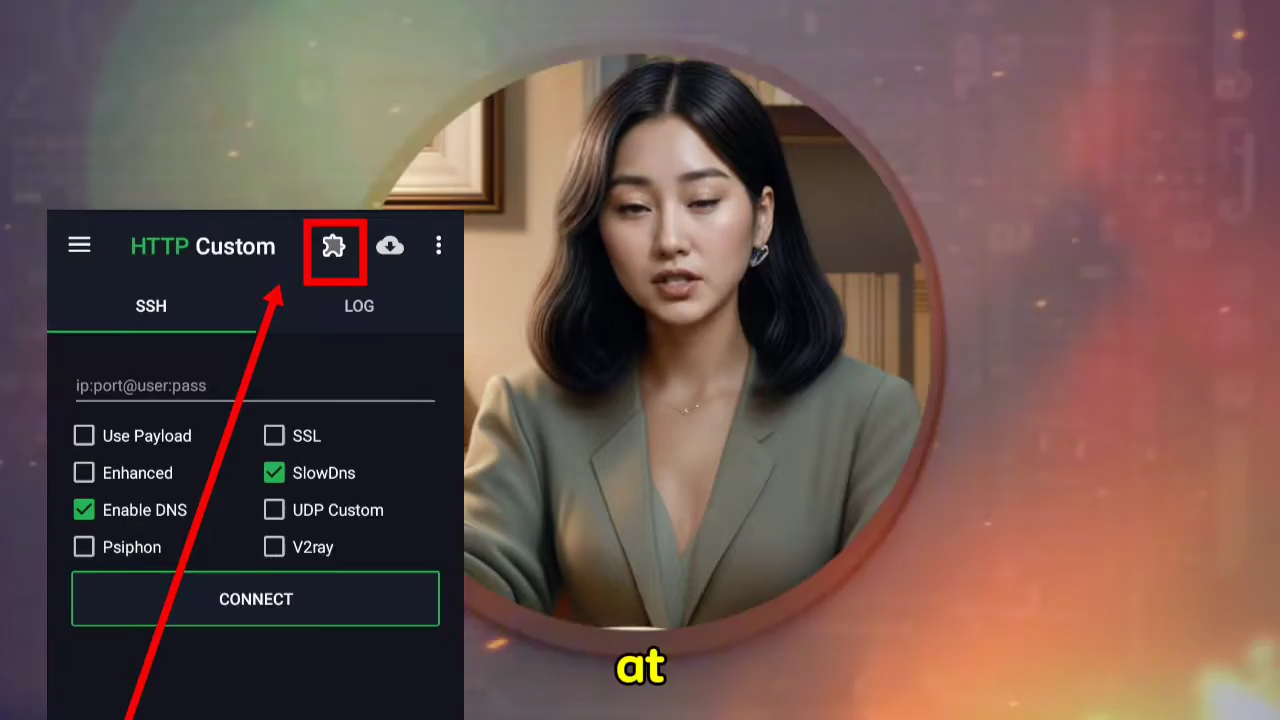 HTTP Custom
SSH
LOG
ip:port@user:pass
Use Payload
SSL
Enhanced
SlowDns
Enable DNS
UDP Custom
Psiphon
V2ray
CONNECT
at